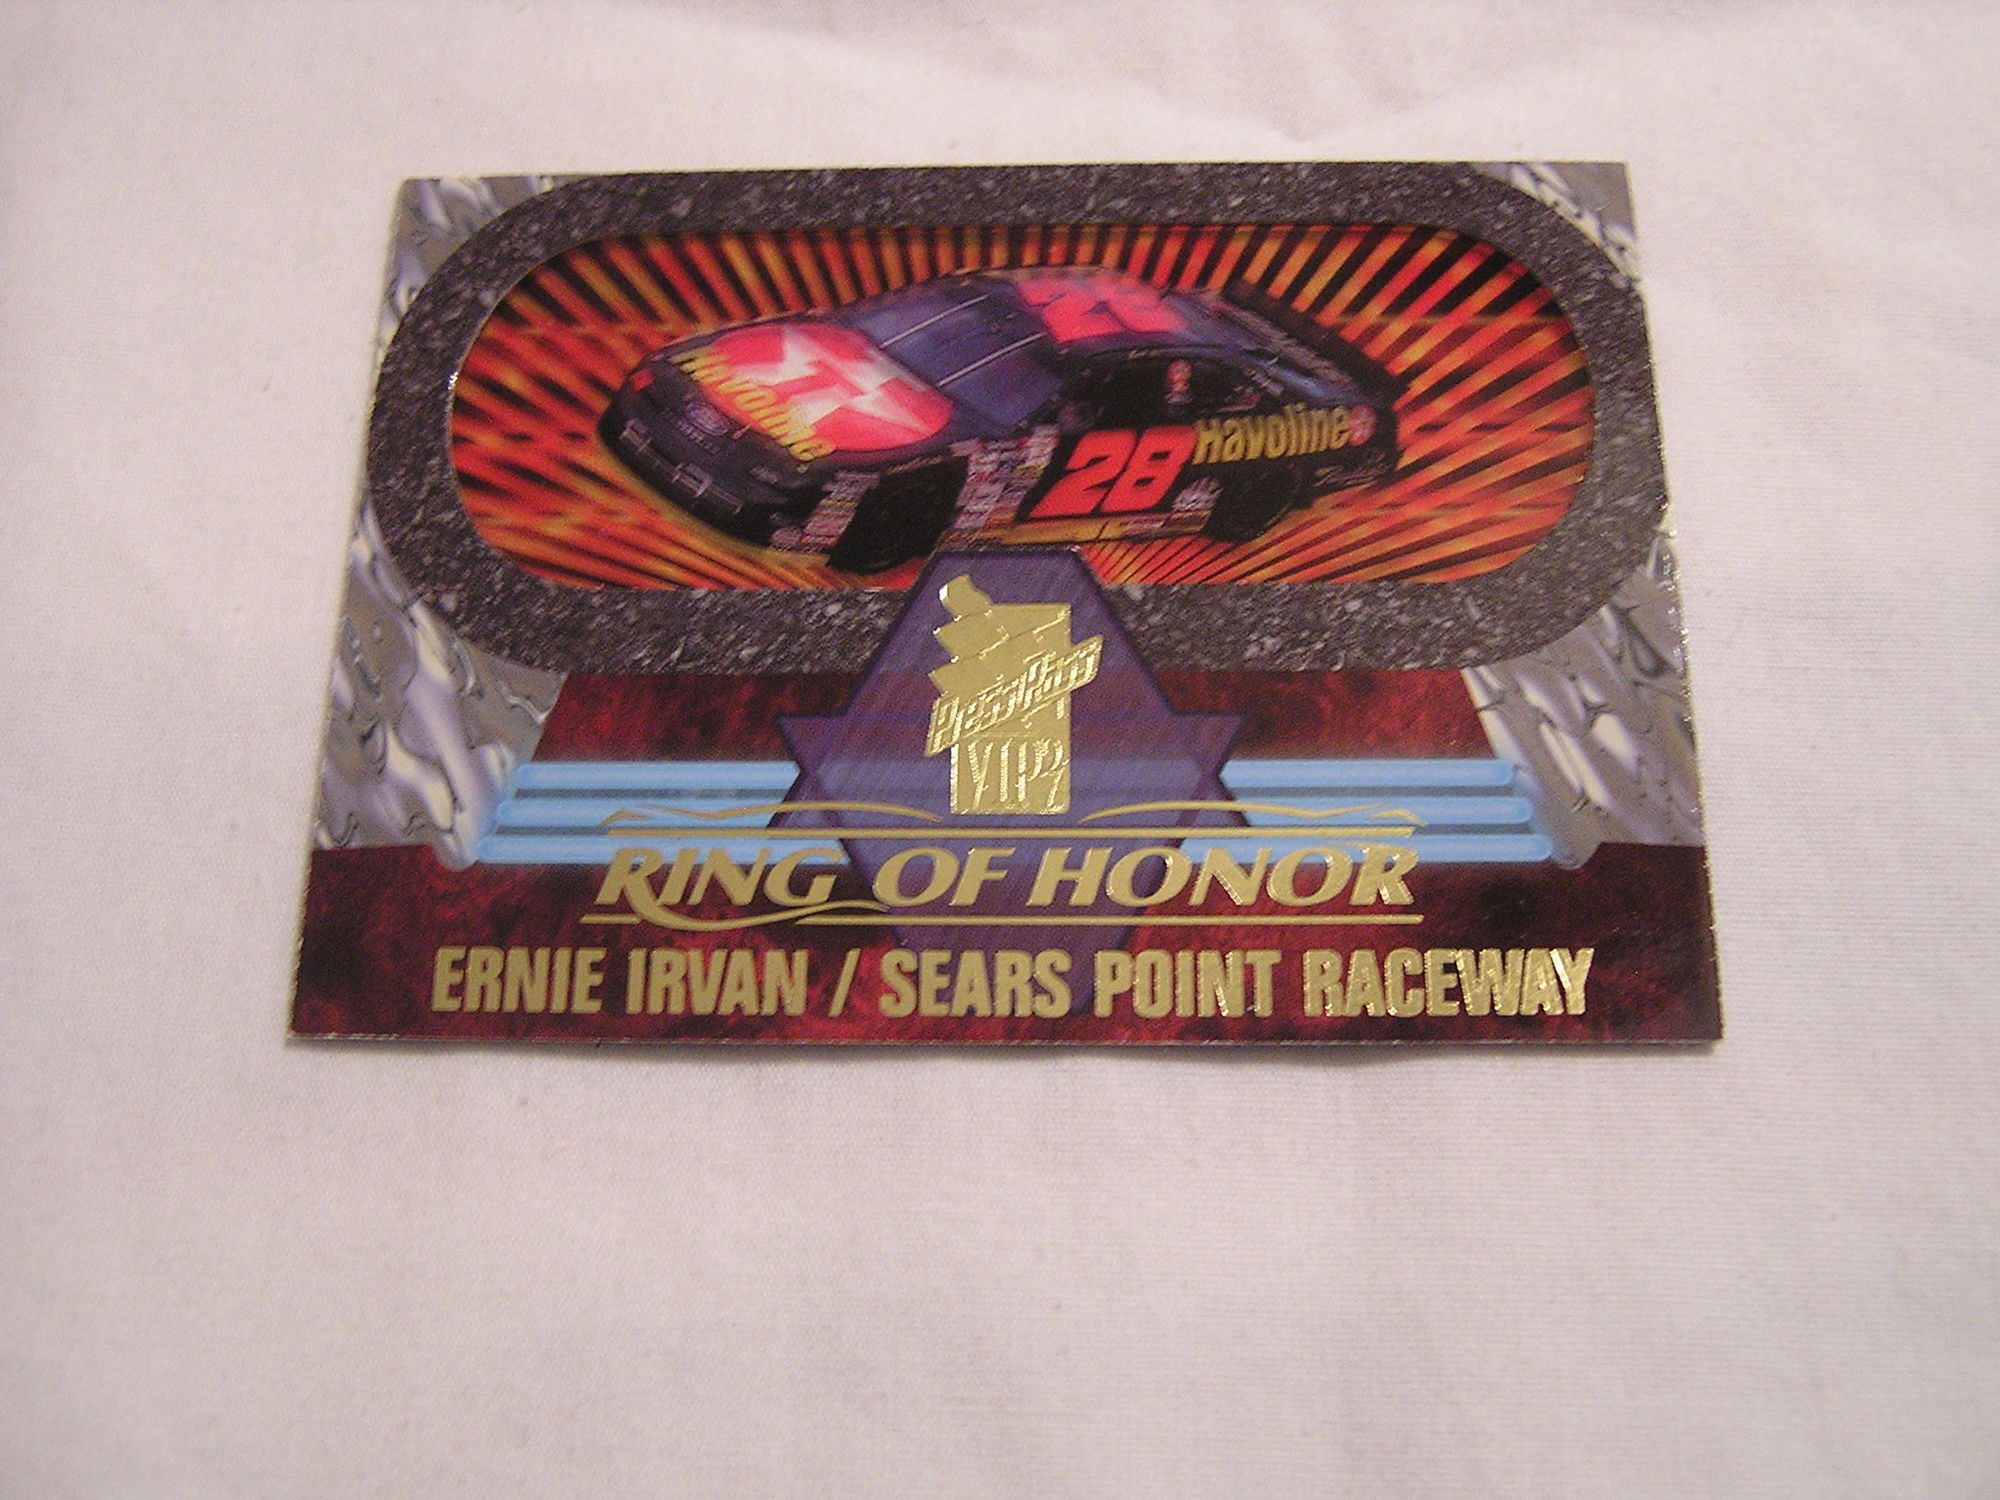 28
Havoline
28
Havoline
Press Pass
VIP
RING OF HONOR
ERNIE IRVAN / SEARS POINT RACEWAY